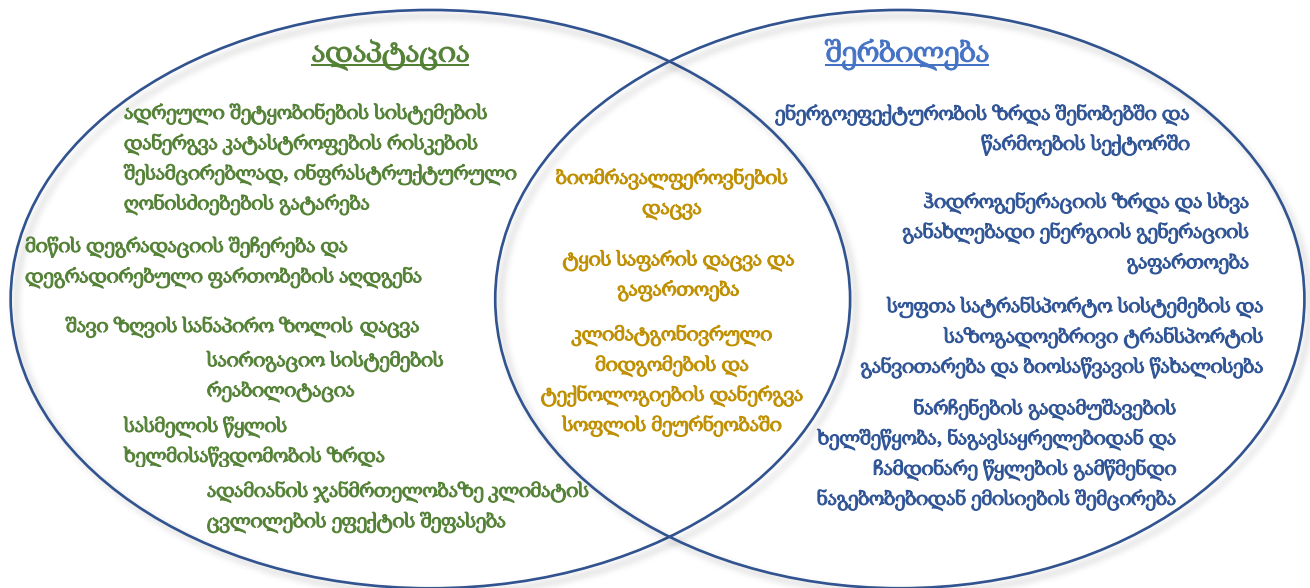 ადაპტაცია
ადრეული შეტყობინების სისტემების
დანერგვა კატასტროფების რისკების
შესამცირებლად, ინფრასტრუქტურული
ღონისძიებების გატარება
მიწის დეგრადაციის შეჩერება და
დეგრადირებული ფართობების აღდგენა
შავი ზღვის სანაპირო ზოლის დაცვა
საირიგაციო სისტემების
რეაბილიტაცია
სასმელის წყლის
ხელმისაწვდომობის ზრდა
ადამიანის ჯანმრთელობაზე კლიმატის
ცვლილების ეფექტის შეფასება
ბიომრავალფეროვნების
დაცვა
ტყის საფარის დაცვა და
გაფართოება
კლიმატგონივრული
მიდგომების და
ტექნოლოგიების დანერგვა
სოფლის მეურნეობაში
შერბილება
ენერგოეფექტურობის ზრდა შენობებში და
წარმოების სექტორში
ჰიდროგენერაციის ზრდა და სხვა
განახლებადი ენერგიის გენერაციის
გაფართოება
სუფთა სატრანსპორტო სისტემების და
საზოგადოებრივი ტრანსპორტის
განვითარება და ბიოსაწვავის წახალისება
ნარჩენების გადამუშავების
ხელშეწყობა, ნაგავსაყრელებიდან და
ჩამდინარე წყლების გამწმენდი
ნაგებობებიდან ემისიების შემცირება